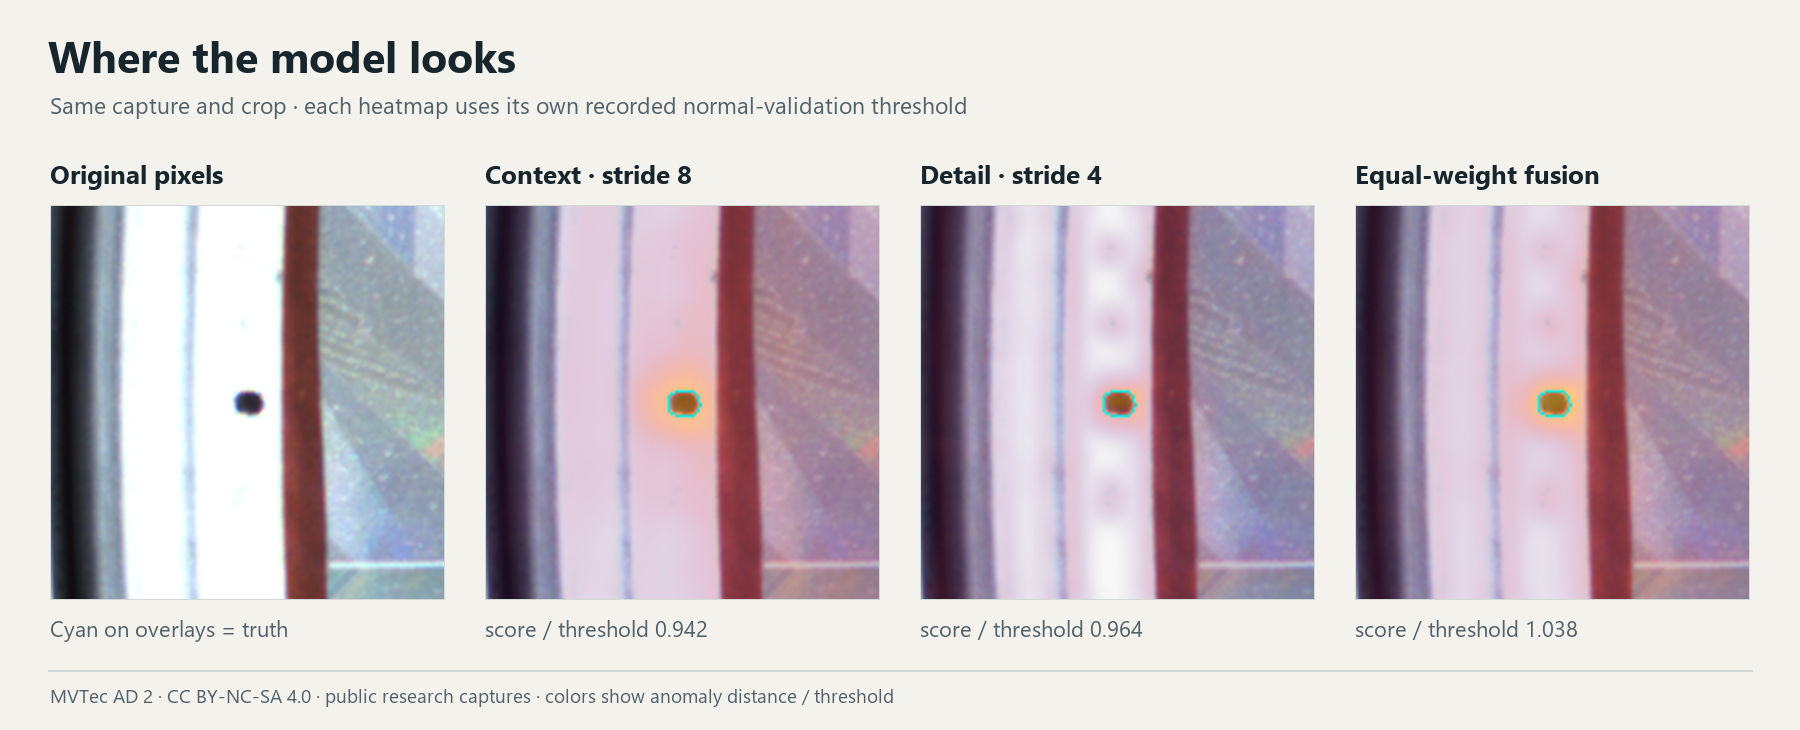 Where the model looks
Same capture and crop · each heatmap uses its own recorded normal-validation threshold
Original pixels
Context · stride 8
Detail · stride 4
Equal-weight fusion
Cyan on overlays = truth
score / threshold 0.942
score / threshold 0.964
score / threshold 1.038
MVTec AD 2 · CC BY-NC-SA 4.0 · public research captures · colors show anomaly distance / threshold